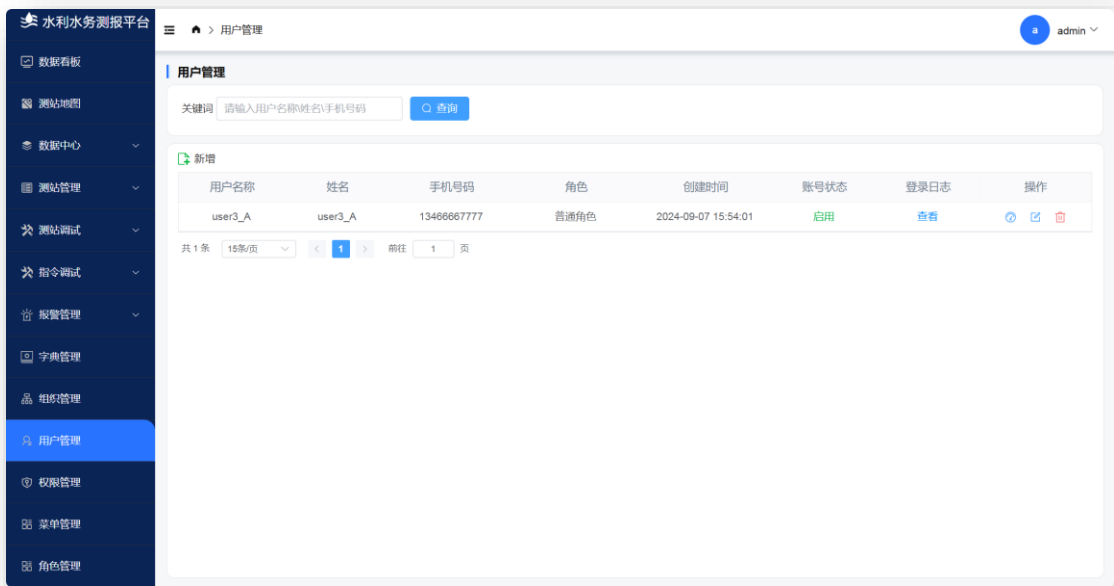 水利水务测报平台
数据看板
测站地图
数据中心
测站管理
测站调试
指令调试
报警管理
字典管理
组织管理
用户管理
权限管理
菜单管理
角色管理
> 用户管理
a admin
用户管理
关键词 请输入用户名称\姓名\手机号码 查询
新增
用户名称 姓名 手机号码 角色 创建时间 账号状态 登录日志 操作
user3_A user3_A 13466667777 普通角色 2024-09-07 15:54:01 启用 查看
共 1 条 15条/页 < 1 > 前往 1 页